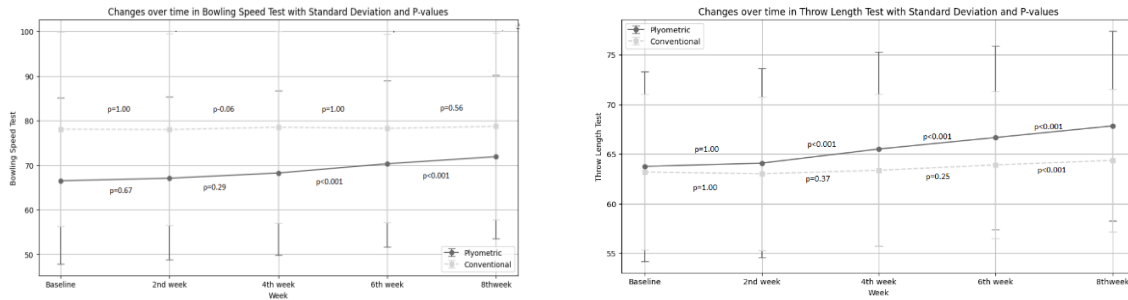 Changes over time in Bowling Speed Test with Standard Deviation and P-values
100
90
80
70
60
50
Bowling Speed Test
p=1.00
p-0.06
p=1.00
p=0.56
p=0.67
p=0.29
p<0.001
p<0.001
Plyometric
Conventional
Baseline
2nd week
4th Week
6th week
8thweek
Week
Changes over time in Throw Length Test with Standard Deviation and P-values
Plyometric
Conventional
75
70
65
60
55
Throw Length Test
p=1.00
p<0.001
p<0.001
p<0.001
p=1.00
p=0.37
p=0.25
p<0.001
Baseline
2nd week
4th week
6th week
8thweek
Week